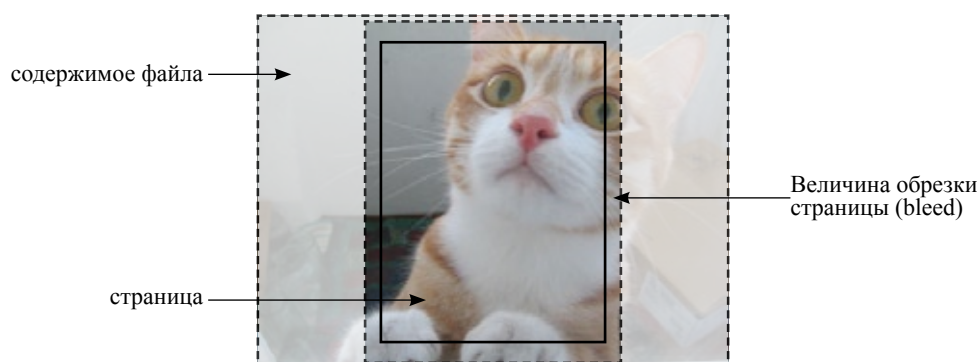 содержимое файла
Величина обрезки
страницы (bleed)
страница